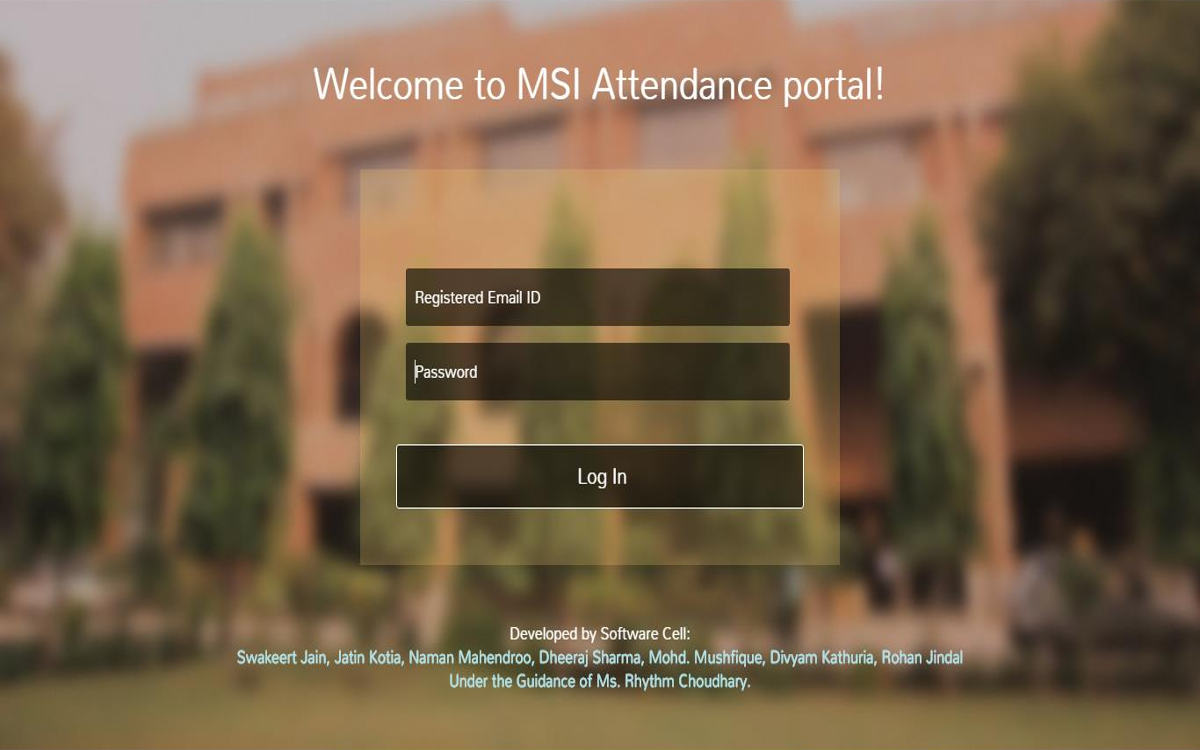 Welcome to MSI Attendance portal!
Registered Email ID
Password
Log In
Developed by Software Cell:
Swakeert Jain, Jatin Kotia, Naman Mahendroo, Dheeraj Sharma, Mohd. Mushfique, Divyam Kathuria, Rohan Jindal
Under the Guidance of Ms. Rhythm Choudhary.